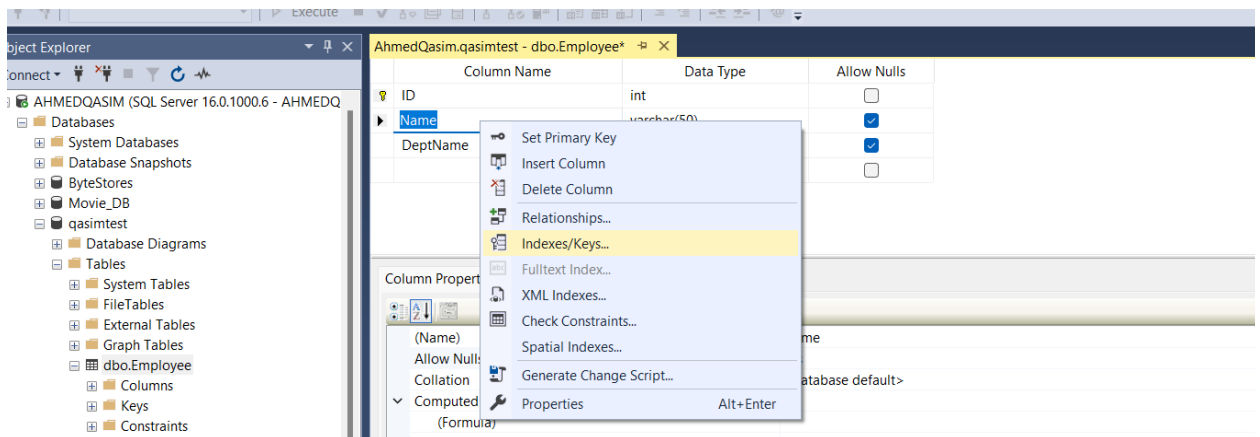 Execute
bject Explorer
AhmedQasim.qasimtest - dbo.Employee*
onnect
Column Name Data Type Allow Nulls
ID int
AHMEDQASIM (SQL Server 16.0.1000.6 - AHMEDQ
Name varchar(50)
Databases
DeptName
System Databases
Database Snapshots
ByteStores
Movie_DB
qasimtest
Database Diagrams
Tables
System Tables
FileTables
External Tables
Graph Tables
dbo.Employee
Columns
Keys
Constraints
Set Primary Key
Insert Column
Delete Column
Relationships...
Indexes/Keys...
Fulltext Index...
XML Indexes...
Check Constraints...
Spatial Indexes...
Generate Change Script...
Properties Alt+Enter
Column Propert
(Name) me
Allow Nulls
Collation atabase default>
Computed
(Formula)